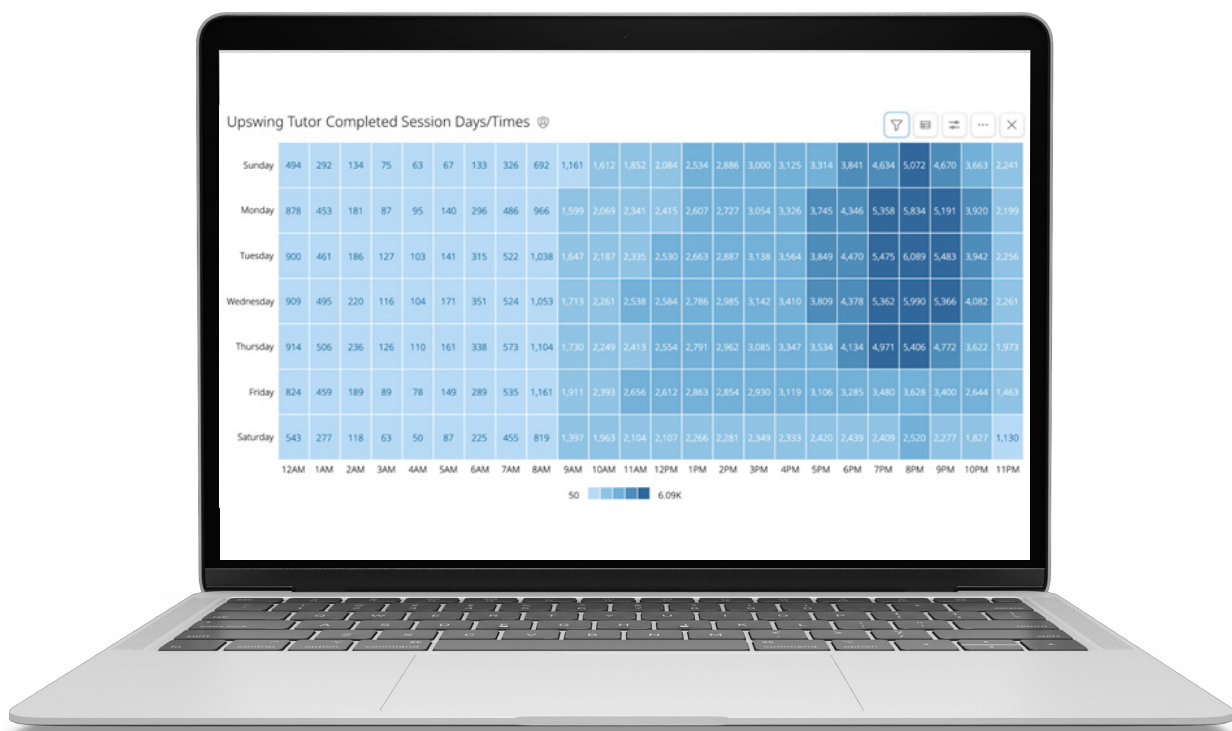 Upswing Tutor Completed Session Days/Times
Sunday 494 292 134 75 63 67 133 326 692 1,161 1,612 1,852 2,084 2,534 2,886 3,000 3,125 3,314 3,841 4,634 5,072 4,670 3,663 2,241
Monday 878 453 181 87 95 140 296 486 966 1,599 2,069 2,341 2,415 2,607 2,727 3,054 3,326 3,745 4,346 5,358 5,834 5,191 3,920 2,199
Tuesday 900 461 186 127 103 141 315 522 1,038 1,647 2,187 2,335 2,530 2,663 2,887 3,138 3,564 3,849 4,470 5,475 6,089 5,483 3,942 2,256
Wednesday 909 495 220 116 104 171 351 524 1,053 1,713 2,261 2,538 2,584 2,786 2,985 3,142 3,410 3,809 4,378 5,362 5,990 5,366 4,082 2,261
Thursday 914 506 236 126 110 161 338 573 1,104 1,730 2,249 2,413 2,554 2,791 2,962 3,085 3,347 3,534 4,134 4,971 5,406 4,772 3,622 1,973
Friday 824 459 189 89 78 149 289 535 1,161 1,911 2,393 2,656 2,612 2,863 2,854 2,930 3,119 3,106 3,285 3,480 3,628 3,400 2,644 1,463
Saturday 543 277 118 63 50 87 225 455 819 1,397 1,963 2,104 2,107 2,266 2,281 2,349 2,333 2,420 2,439 2,409 2,520 2,277 1,827 1,130
12AM 1AM 2AM 3AM 4AM 5AM 6AM 7AM 8AM 9AM 10AM 11AM 12PM 1PM 2PM 3PM 4PM 5PM 6PM 7PM 8PM 9PM 10PM 11PM
50 6.09K